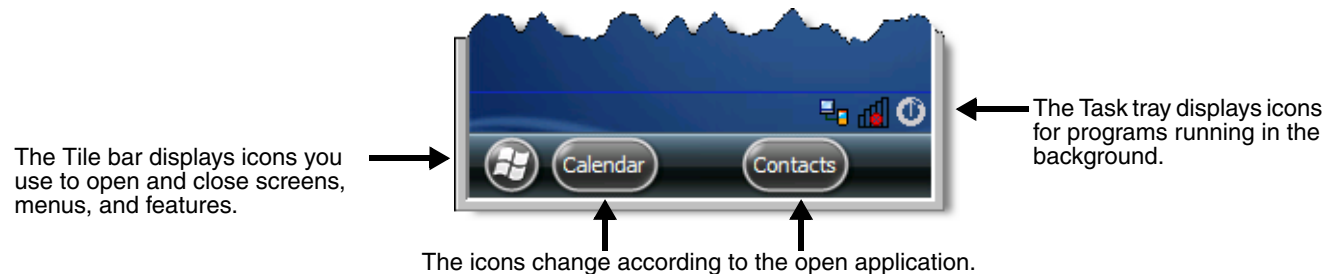 The Tile bar displays icons you
use to open and close screens,
menus, and features.
Calendar
Contacts
The Task tray displays icons
for programs running in the
background.
The icons change according to the open application.